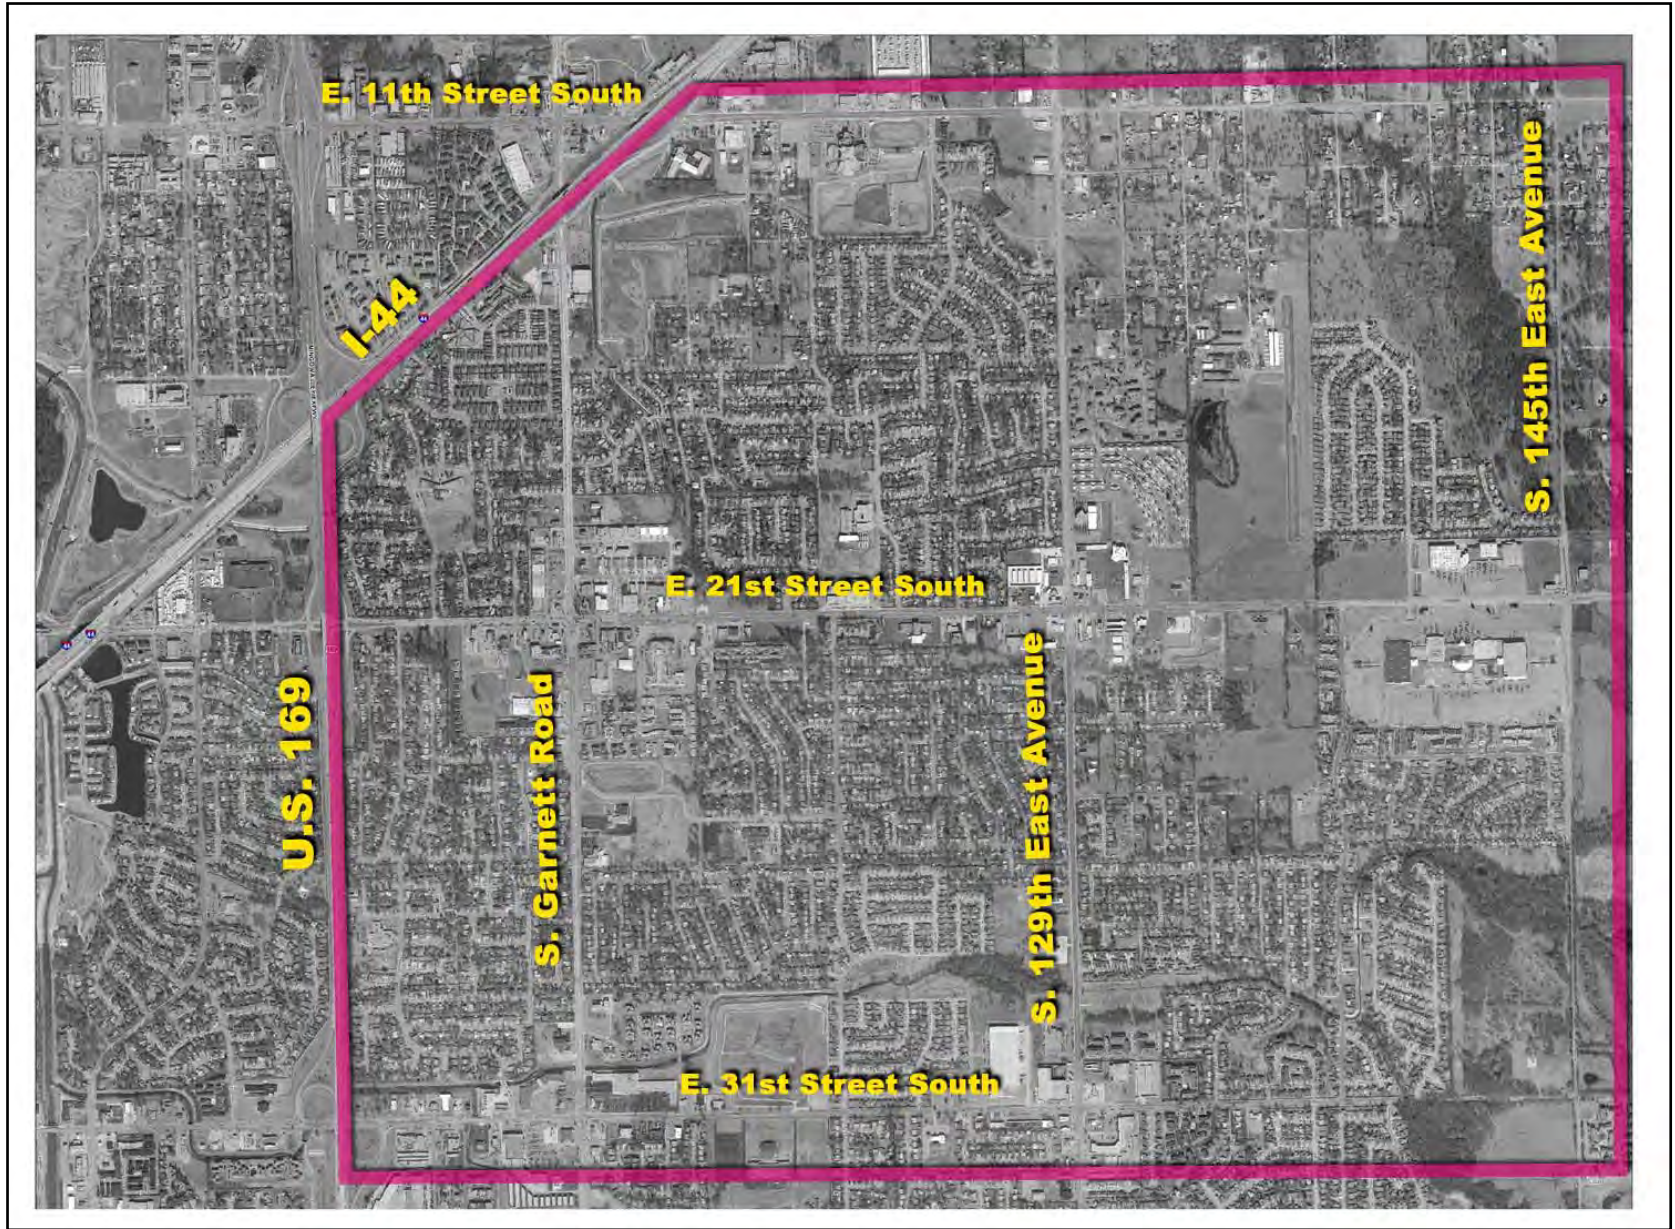 E. 11th Street South
S. 145th East Avenue
I-44
E. 21st Street South
U.S. 169
S. Garnett Road
S. 129th East Avenue
E. 31st Street South